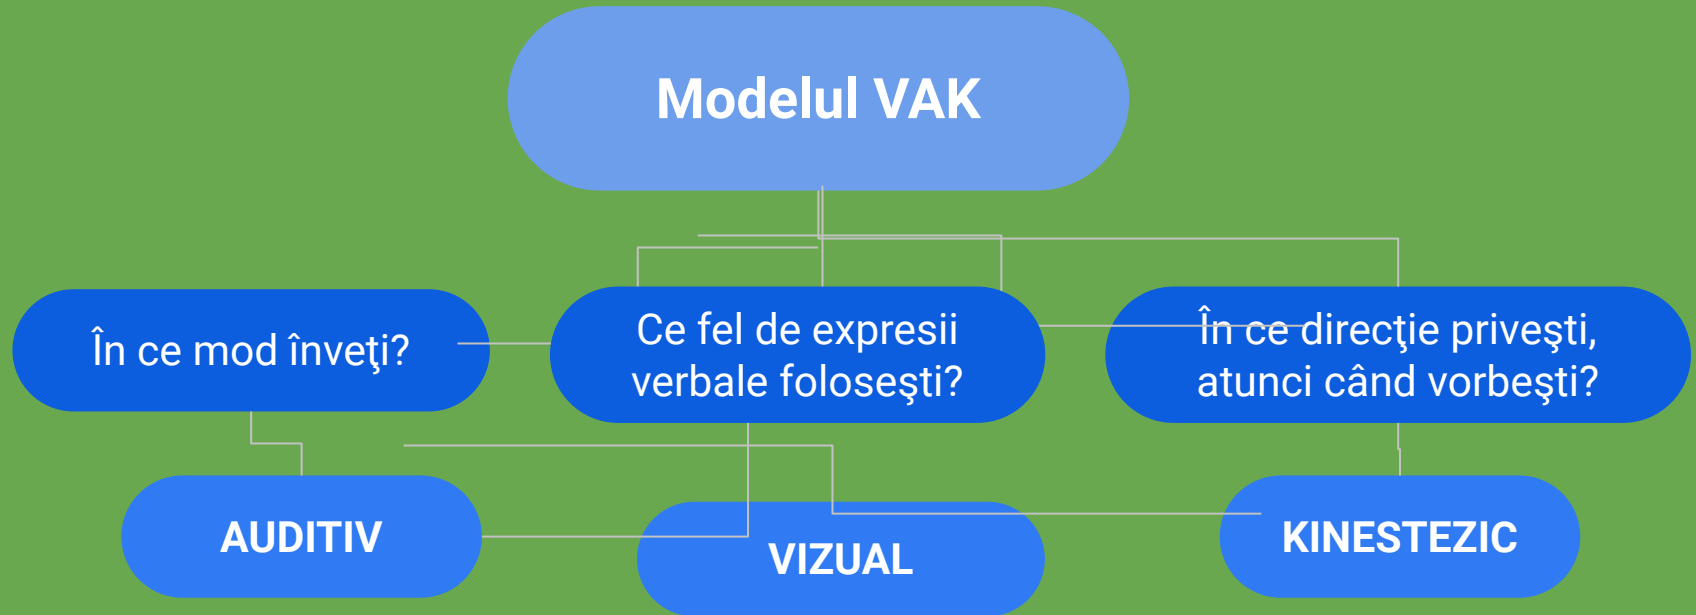 Modelul VAK
În ce mod înveţi?
Ce fel de expresii
verbale foloseşti?
În ce direcţie priveşti,
atunci când vorbeşti?
AUDITIV
VIZUAL
KINESTEZIC